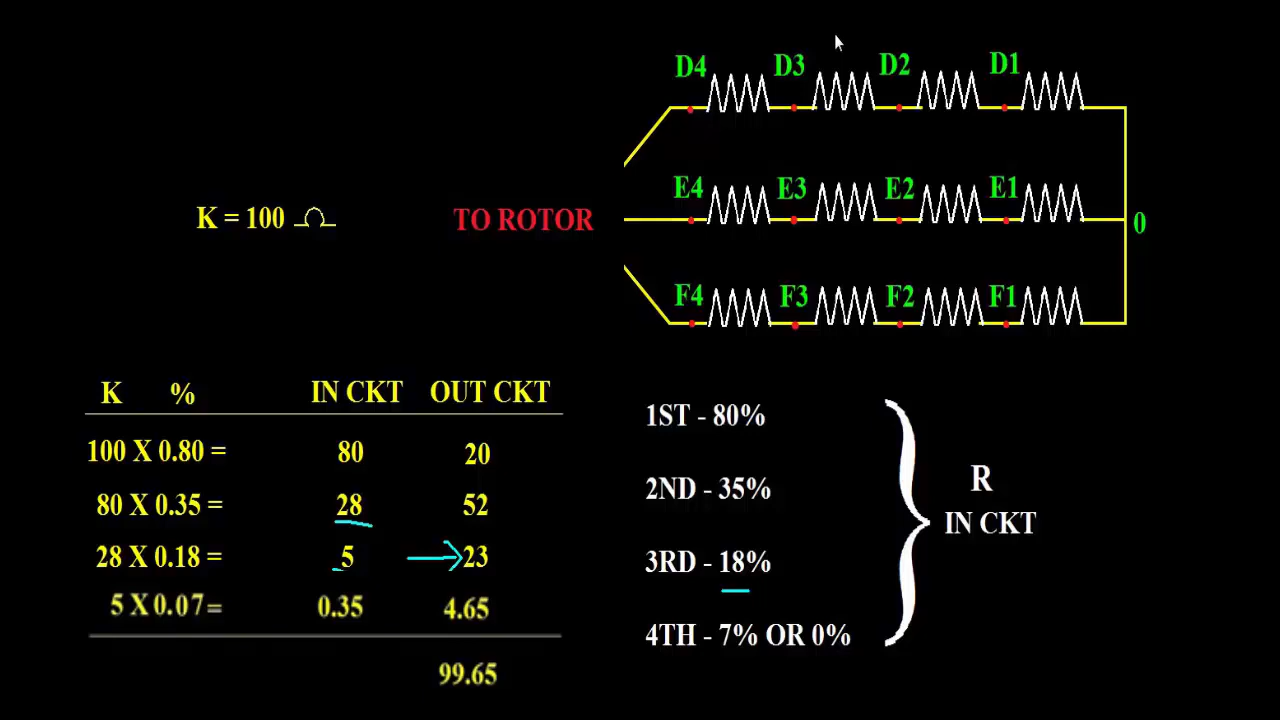 D4 D3 D2 D1
E4 E3 E2 E1
K = 100 Ω TO ROTOR 0
F4 F3 F2 F1
K % IN CKT OUT CKT
100 X 0.80 = 80 20
80 X 0.35 = 28 52
28 X 0.18 = 5 23
5 X 0.07 = 0.35 4.65
99.65
1ST - 80%
2ND - 35%
3RD - 18%
4TH - 7% OR 0%
R
IN CKT